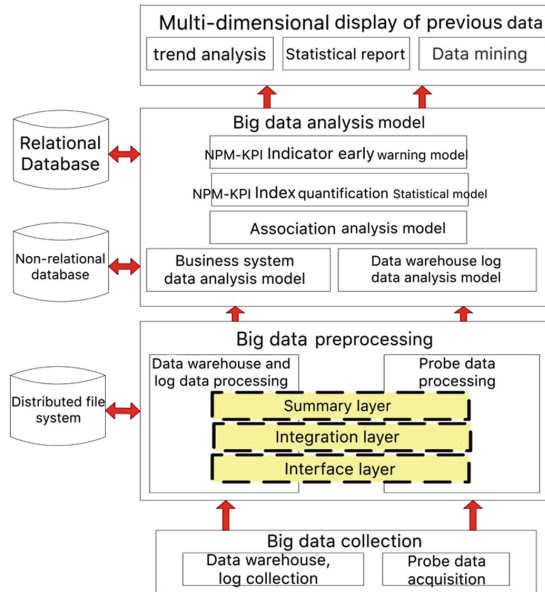 Multi-dimensional display of previous data
trend analysis
Statistical report
Data mining
Big data analysis model
Relational
Database
NPM-KPI Indicator early warning model
NPM-KPI Index quantification Statistical model
Association analysis model
Non-relational
database
Business system
data analysis model
Data warehouse log
data analysis model
Big data preprocessing
Data warehouse and
log data processing
Probe data
processing
Distributed file
system
Summary layer
Integration layer
Interface layer
Big data collection
Data warehouse,
log collection
Probe data
acquisition